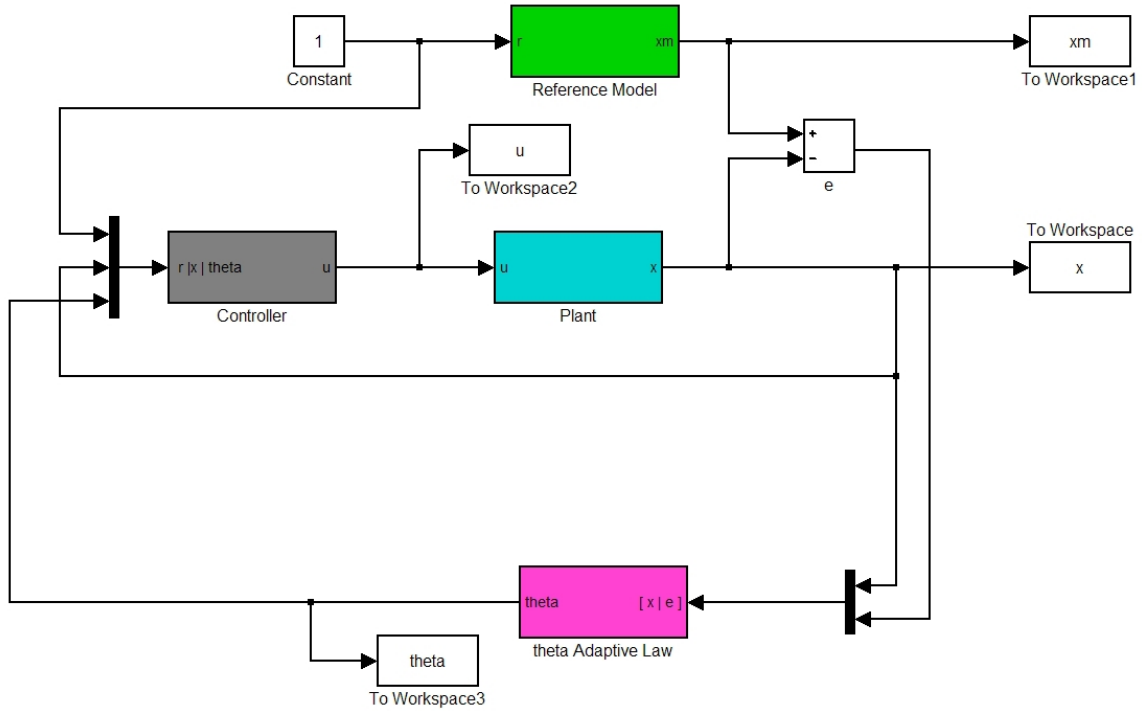 1
Constant
r
xm
Reference Model
xm
To Workspace1
u
To Workspace2
+
−
e
r |x | theta
u
Controller
u
x
Plant
To Workspace
x
theta
[ x | e ]
theta Adaptive Law
theta
To Workspace3